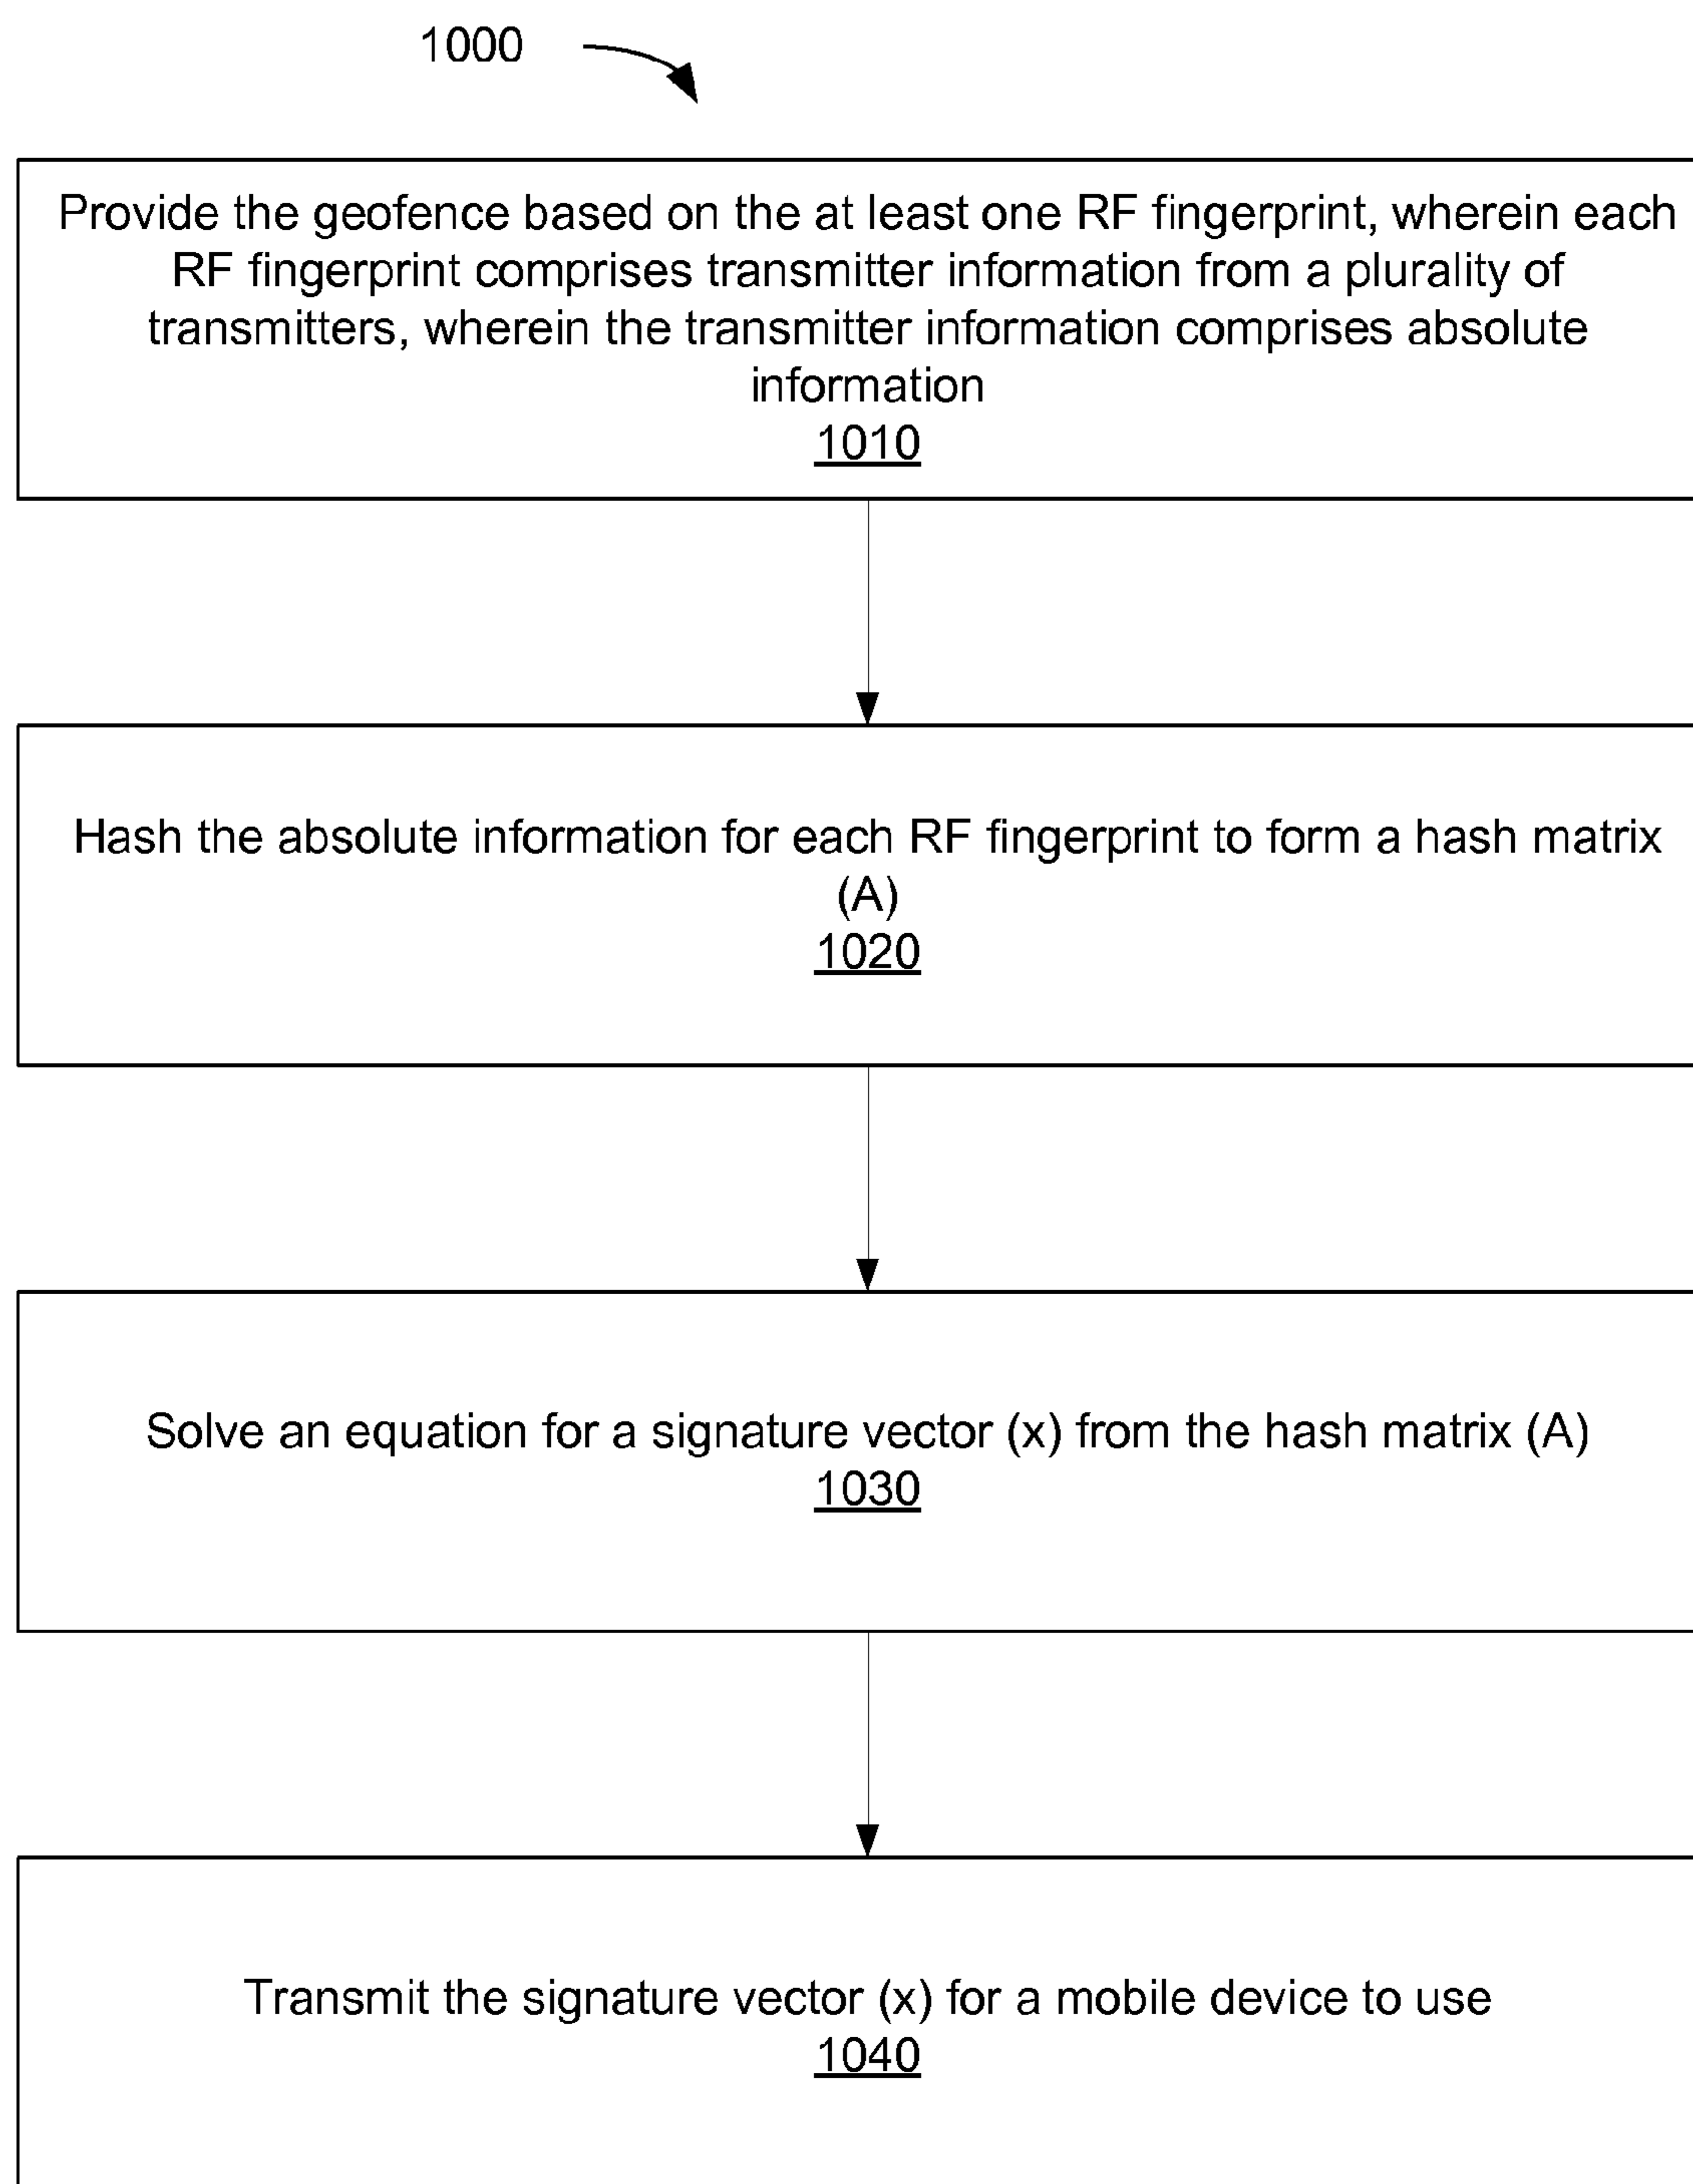 1000
Provide the geofence based on the at least one RF fingerprint, wherein each
RF fingerprint comprises transmitter information from a plurality of
transmitters, wherein the transmitter information comprises absolute
information
1010
Hash the absolute information for each RF fingerprint to form a hash matrix
(A)
1020
Solve an equation for a signature vector (x) from the hash matrix (A)
1030
Transmit the signature vector (x) for a mobile device to use
1040